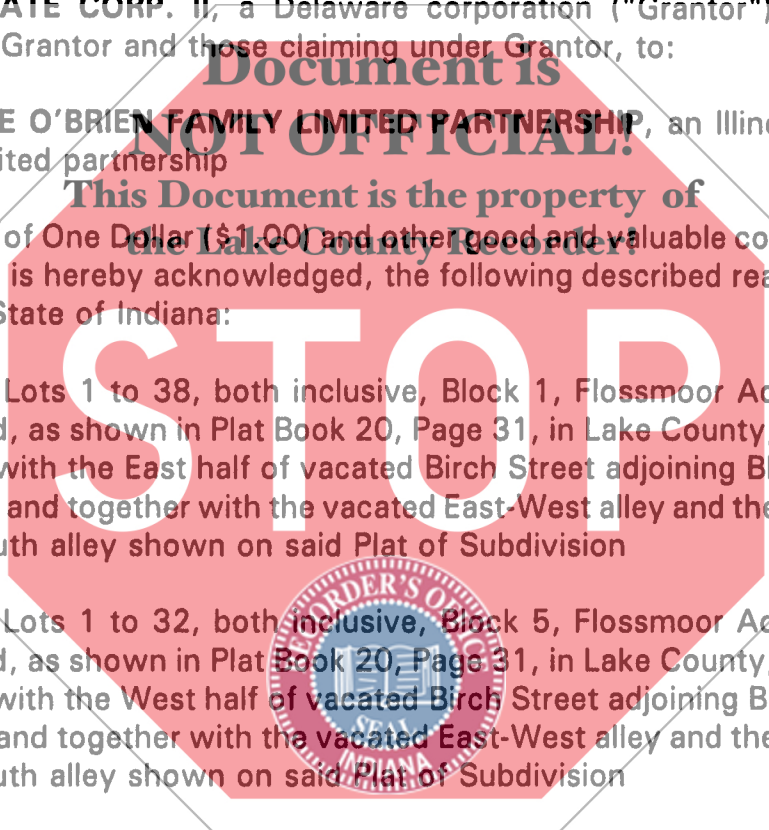 ATE CORP. II, a Delaware corporation ("Grantor")
Grantor and those claiming under Grantor, to:
Document is
E O'BRIEN FAMILY LIMITED PARTNERSHIP, an Illin
NOT OFFICIAL!
ited partnership
This Document is the property of
of One Dollar ($1.00) and other good and valuable co
the Lake County Recorder!
is hereby acknowledged, the following described rea
State of Indiana:
STOP
Lots 1 to 38, both inclusive, Block 1, Flossmoor Ad
d, as shown in Plat Book 20, Page 31, in Lake County,
with the East half of vacated Birch Street adjoining Bl
and together with the vacated East-West alley and the
uth alley shown on said Plat of Subdivision
Lots 1 to 32, both inclusive, Block 5, Flossmoor Ad
d, as shown in Plat Book 20, Page 31, in Lake County,
with the West half of vacated Birch Street adjoining B
and together with the vacated East-West alley and the
uth alley shown on said Plat of Subdivision
CORDER'S OFFICE
SEAL
INDIANA